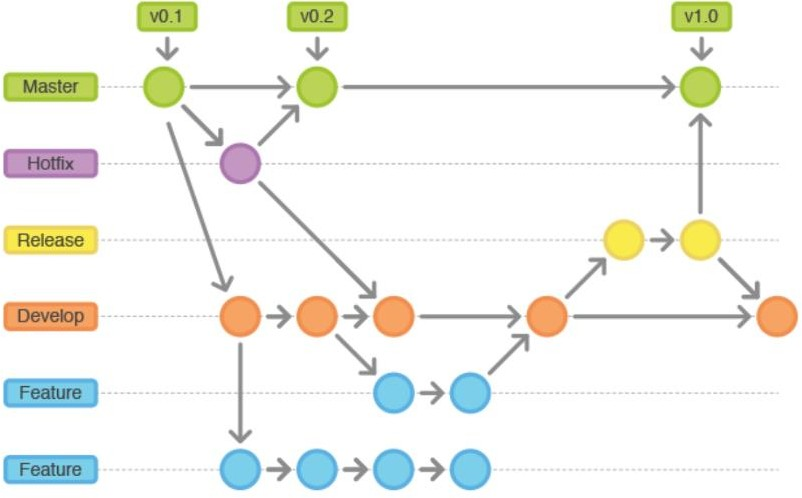 v0.1
v0.2
v1.0
Master
Hotfix
Release
Develop
Feature
Feature